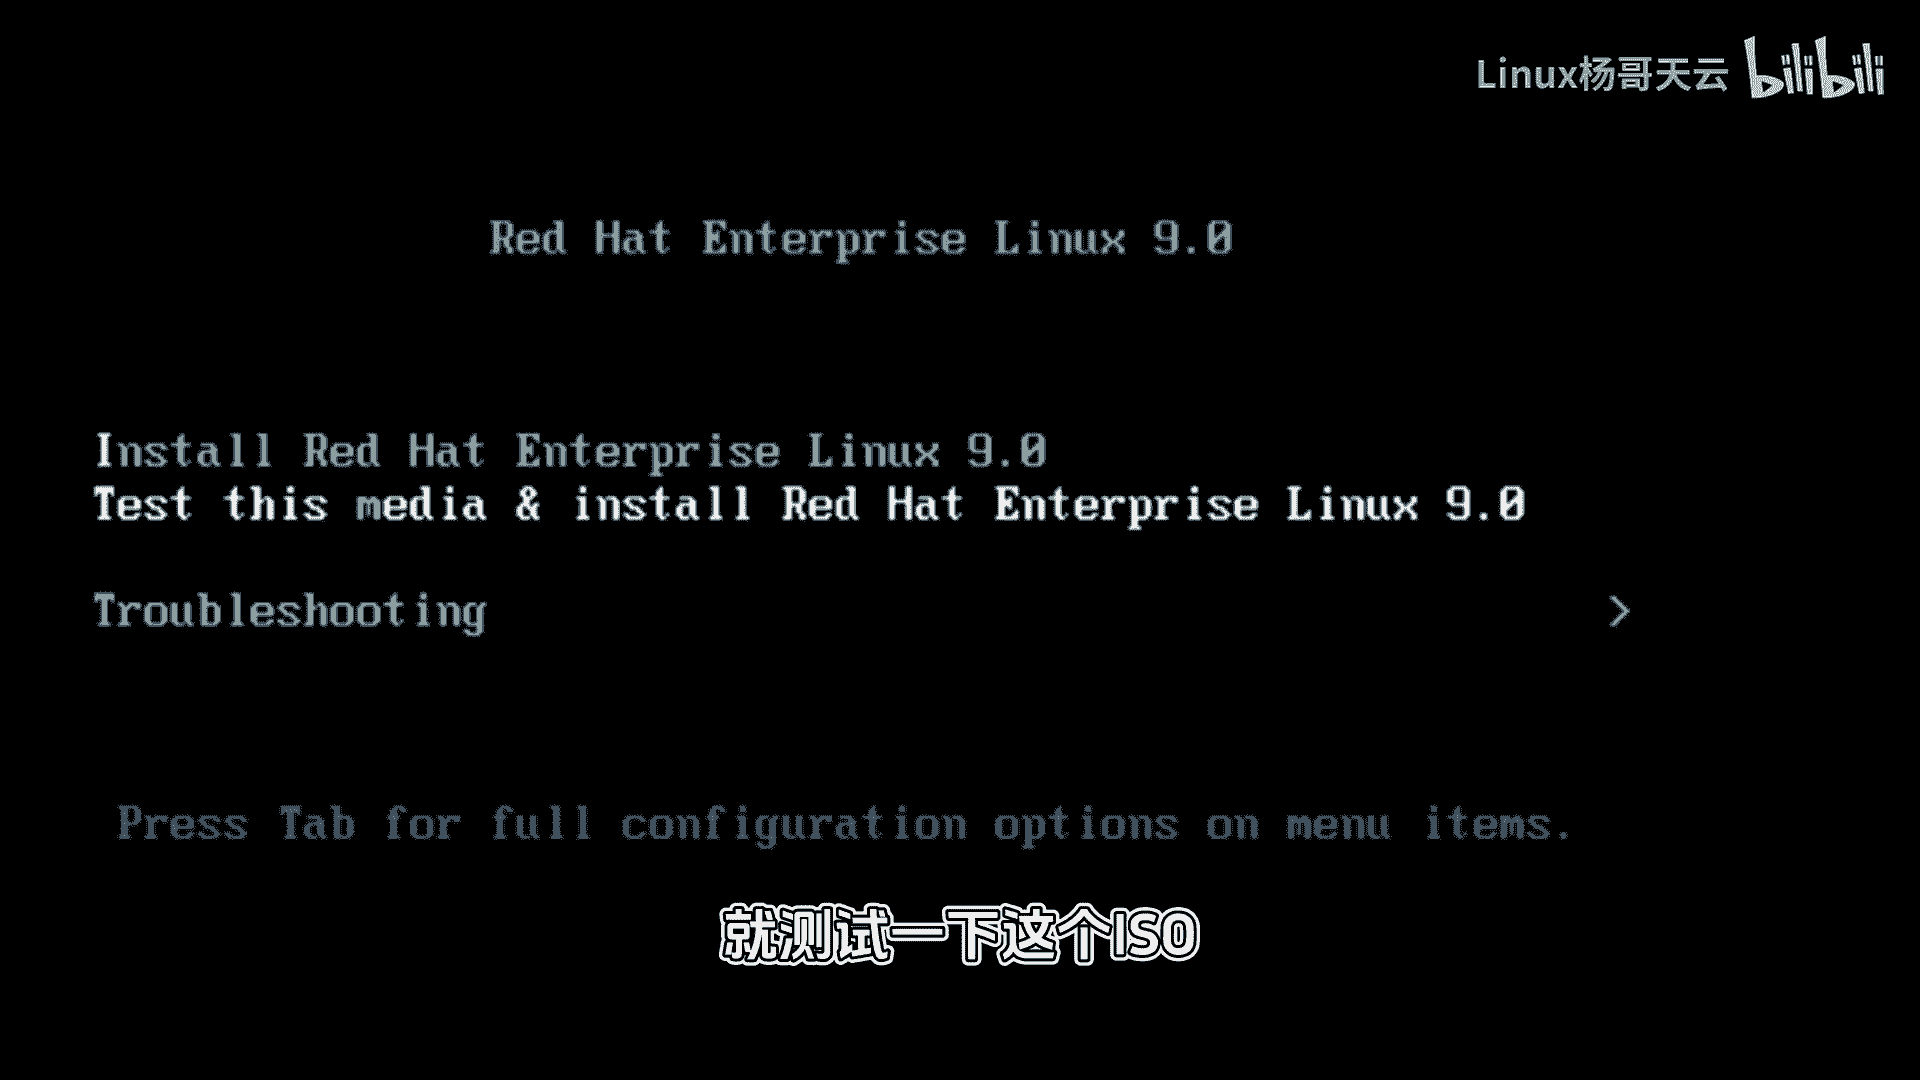 Linux杨哥天云 bilibili
Red Hat Enterprise Linux 9.0
Install Red Hat Enterprise Linux 9.0
Test this media & install Red Hat Enterprise Linux 9.0
Troubleshooting >
Press Tab for full configuration options on menu items.
就测试一下这个ISO